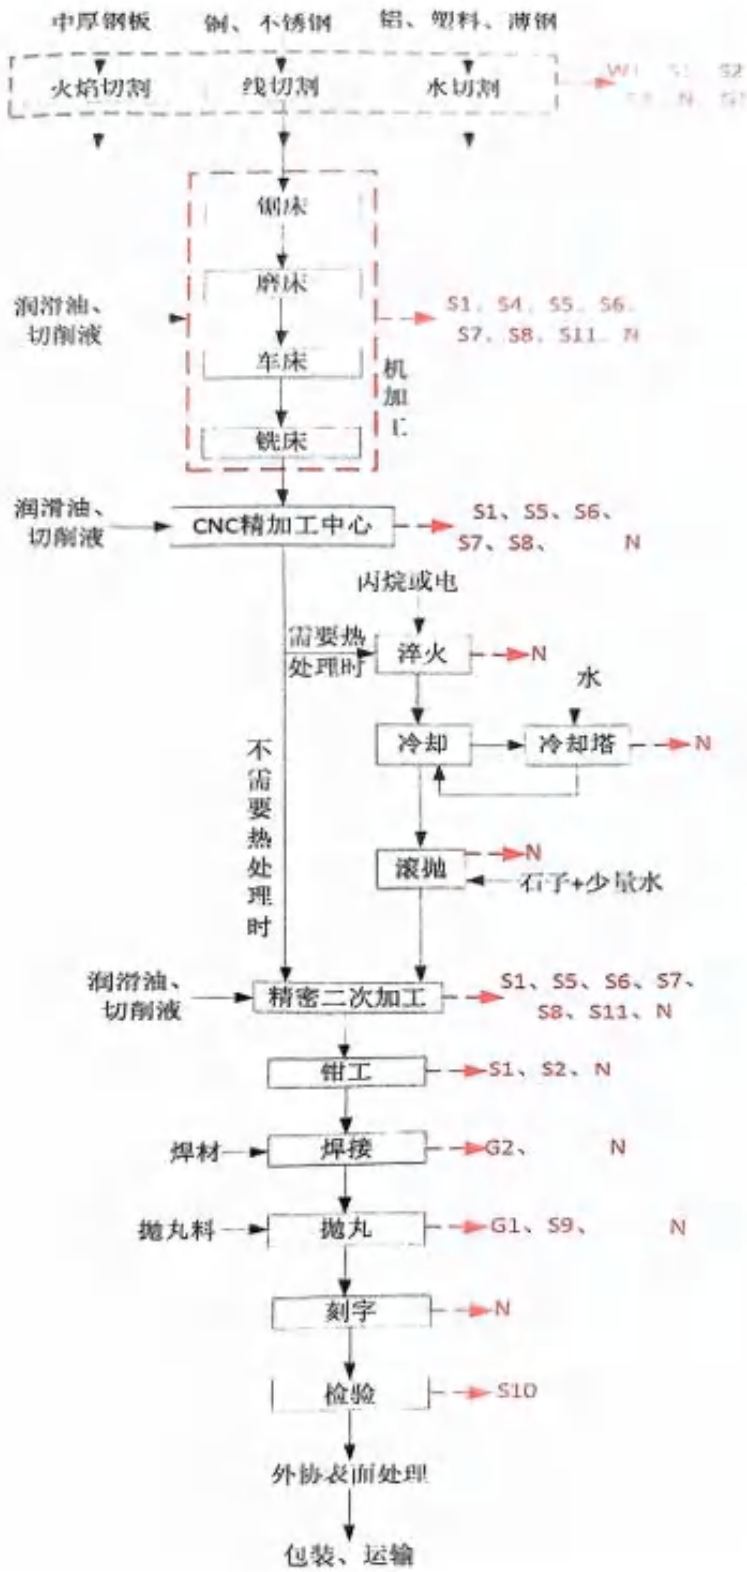 中厚钢板
铜、不锈钢
铝、塑料、薄钢
火焰切割
线切割
水切割
S2
N
锯床
磨床
润滑油、
切削液
S1、S4、S5、S6、
S7、S8、S11、N
车床
机加工
铣床
润滑油、
切削液
CNC精加工中心
S1、S5、S6、
S7、S8、 N
丙烷或电
需要热
处理时
淬火
N
水
不需要热处理时
冷却
冷却塔
N
N
滚抛
石子+少量水
润滑油、
切削液
精密二次加工
S1、S5、S6、S7、
S8、S11、N
钳工
S1、S2、N
焊材
焊接
G2、 N
抛丸料
抛丸
G1、S9、 N
刻字
N
检验
S10
外协表面处理
包装、运输